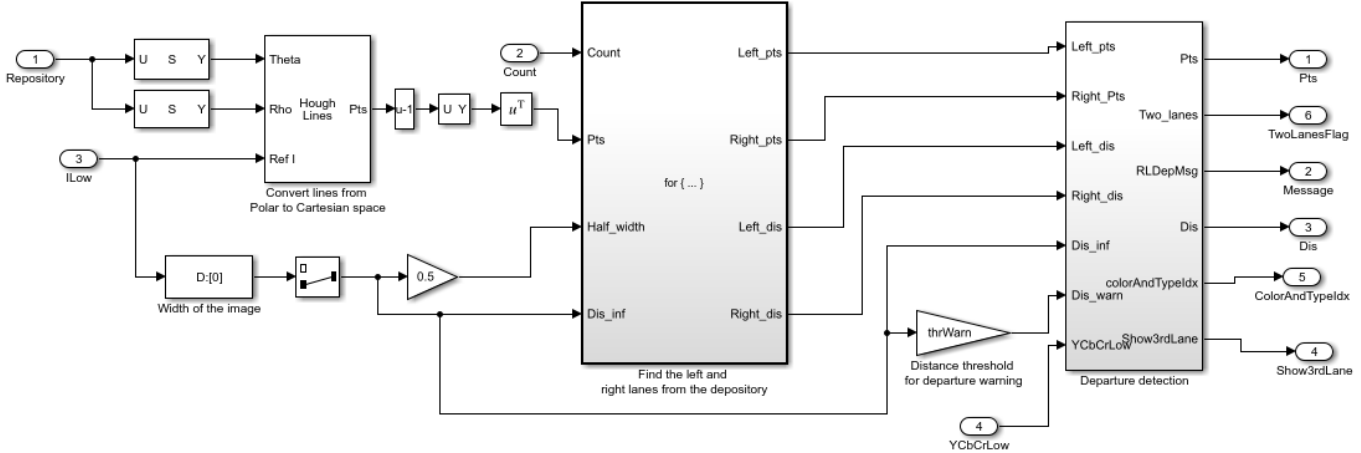 1
Repository
U S Y
U S Y
Theta
Rho
Ref I
Hough
Lines
Pts
Convert lines from
Polar to Cartesian space
3
ILow
u-1
U Y
u^T
D:[0]
Width of the image
0.5
2
Count
Count
Pts
Half_width
Dis_inf
for { ... }
Left_pts
Right_pts
Left_dis
Right_dis
Find the left and
right lanes from the depository
thrWarn
Distance threshold
for departure warning
4
YCbCrLow
Left_pts
Right_Pts
Left_dis
Right_dis
Dis_inf
Dis_warn
YCbCrLow
Pts
Two_lanes
RLDepMsg
Dis
colorAndTypeIdx
Show3rdLane
Departure detection
1
Pts
6
TwoLanesFlag
2
Message
3
Dis
5
ColorAndTypeIdx
4
Show3rdLane